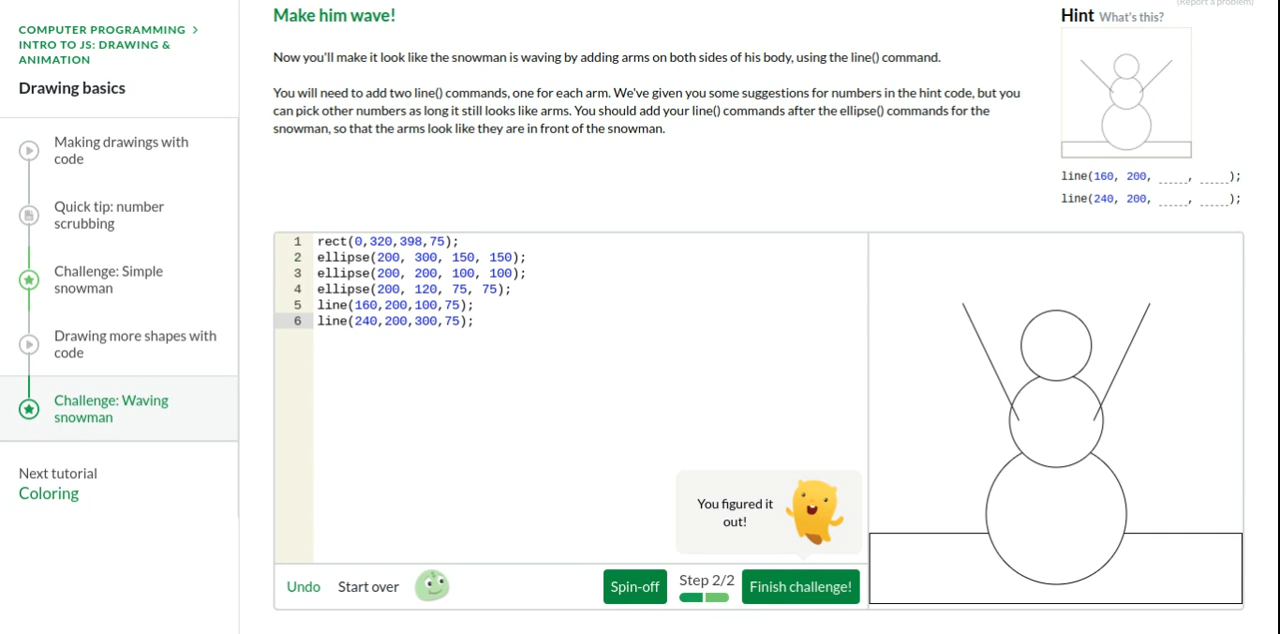 COMPUTER PROGRAMMING >
INTRO TO JS: DRAWING &
ANIMATION
Drawing basics
Making drawings with
code
Quick tip: number
scrubbing
Challenge: Simple
snowman
Drawing more shapes with
code
Challenge: Waving
snowman
Next tutorial
Coloring
Make him wave!
Now you'll make it look like the snowman is waving by adding arms on both sides of his body, using the line() command.
You will need to add two line() commands, one for each arm. We've given you some suggestions for numbers in the hint code, but you
can pick other numbers as long it still looks like arms. You should add your line() commands after the ellipse() commands for the
snowman, so that the arms look like they are in front of the snowman.
(Report a problem)
Hint What's this?
line(160, 200, _____, _____);
line(240, 200, _____, _____);
1 rect(0,320,398,75);
2 ellipse(200, 300, 150, 150);
3 ellipse(200, 200, 100, 100);
4 ellipse(200, 120, 75, 75);
5 line(160,200,100,75);
6 line(240,200,300,75);
You figured it
out!
Undo Start over Spin-off Step 2/2 Finish challenge!